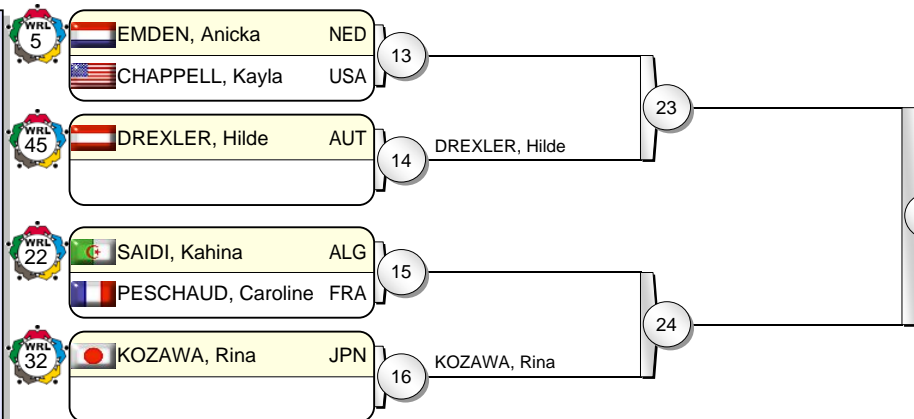 WRL
5
EMDEN, Anicka NED
CHAPPELL, Kayla USA
13
23
WRL
45
DREXLER, Hilde AUT
14
DREXLER, Hilde
WRL
22
SAIDI, Kahina ALG
PESCHAUD, Caroline FRA
15
24
WRL
32
KOZAWA, Rina JPN
16
KOZAWA, Rina